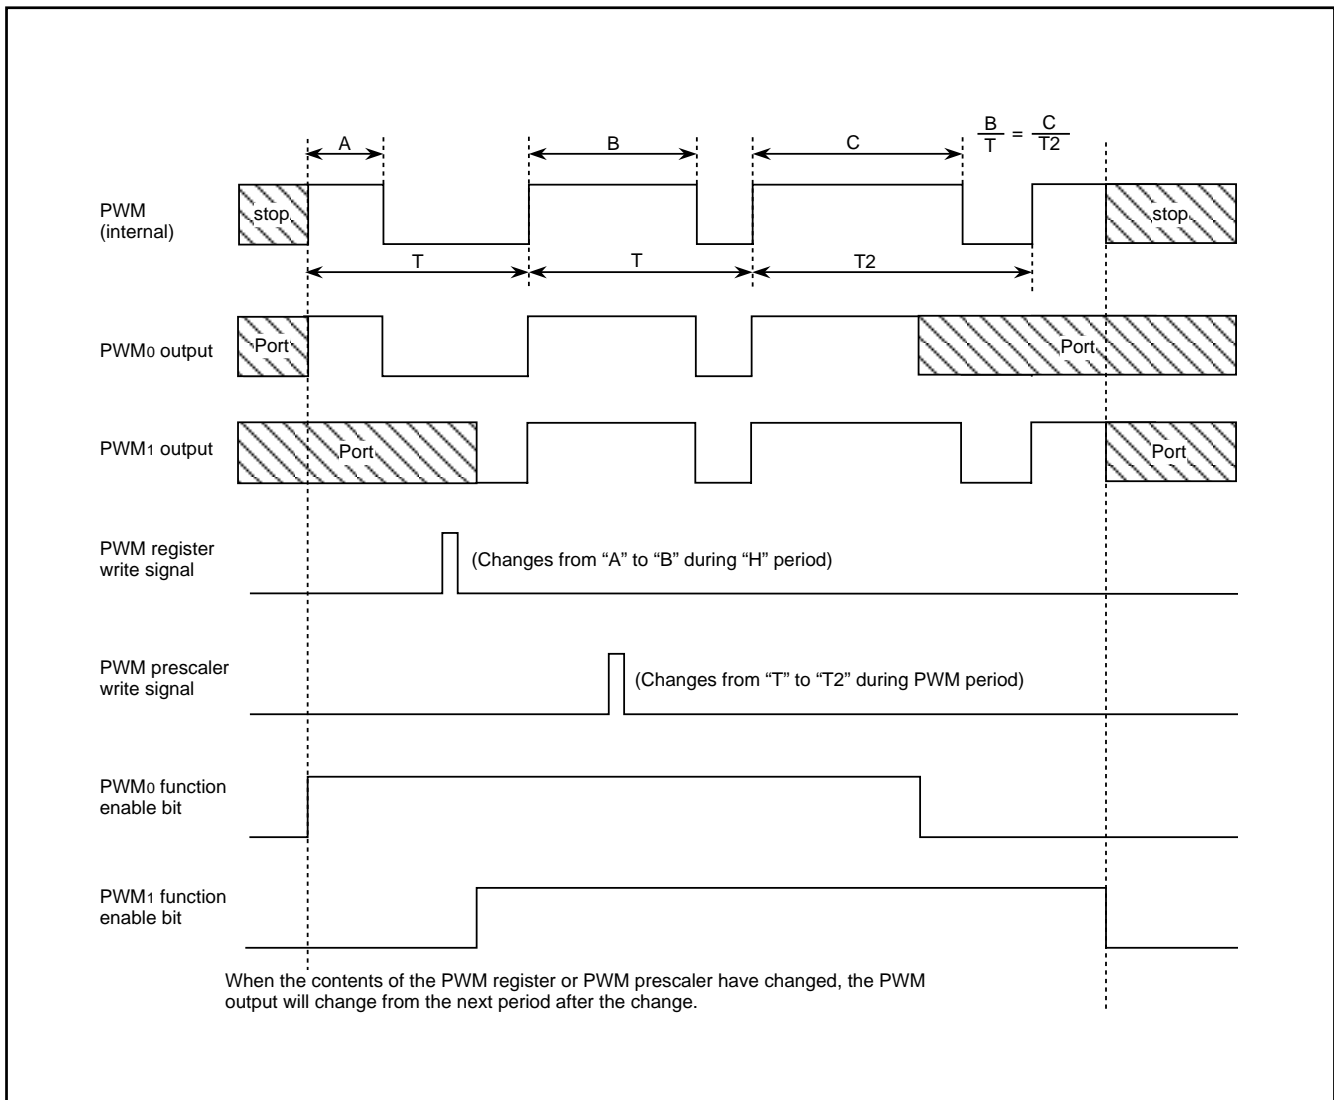 A
B
C
B/T = C/T2
PWM
(internal)
stop
stop
T
T
T2
PWM0 output
Port
Port
PWM1 output
Port
Port
PWM register
write signal
(Changes from “A” to “B” during “H” period)
PWM prescaler
write signal
(Changes from “T” to “T2” during PWM period)
PWM0 function
enable bit
PWM1 function
enable bit
When the contents of the PWM register or PWM prescaler have changed, the PWM
output will change from the next period after the change.